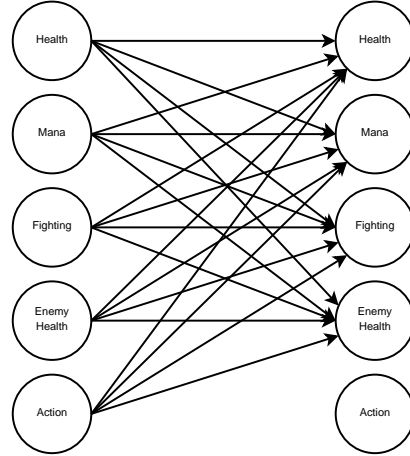 Health
Health
Mana
Mana
Fighting
Fighting
Enemy
Health
Enemy
Health
Action
Action